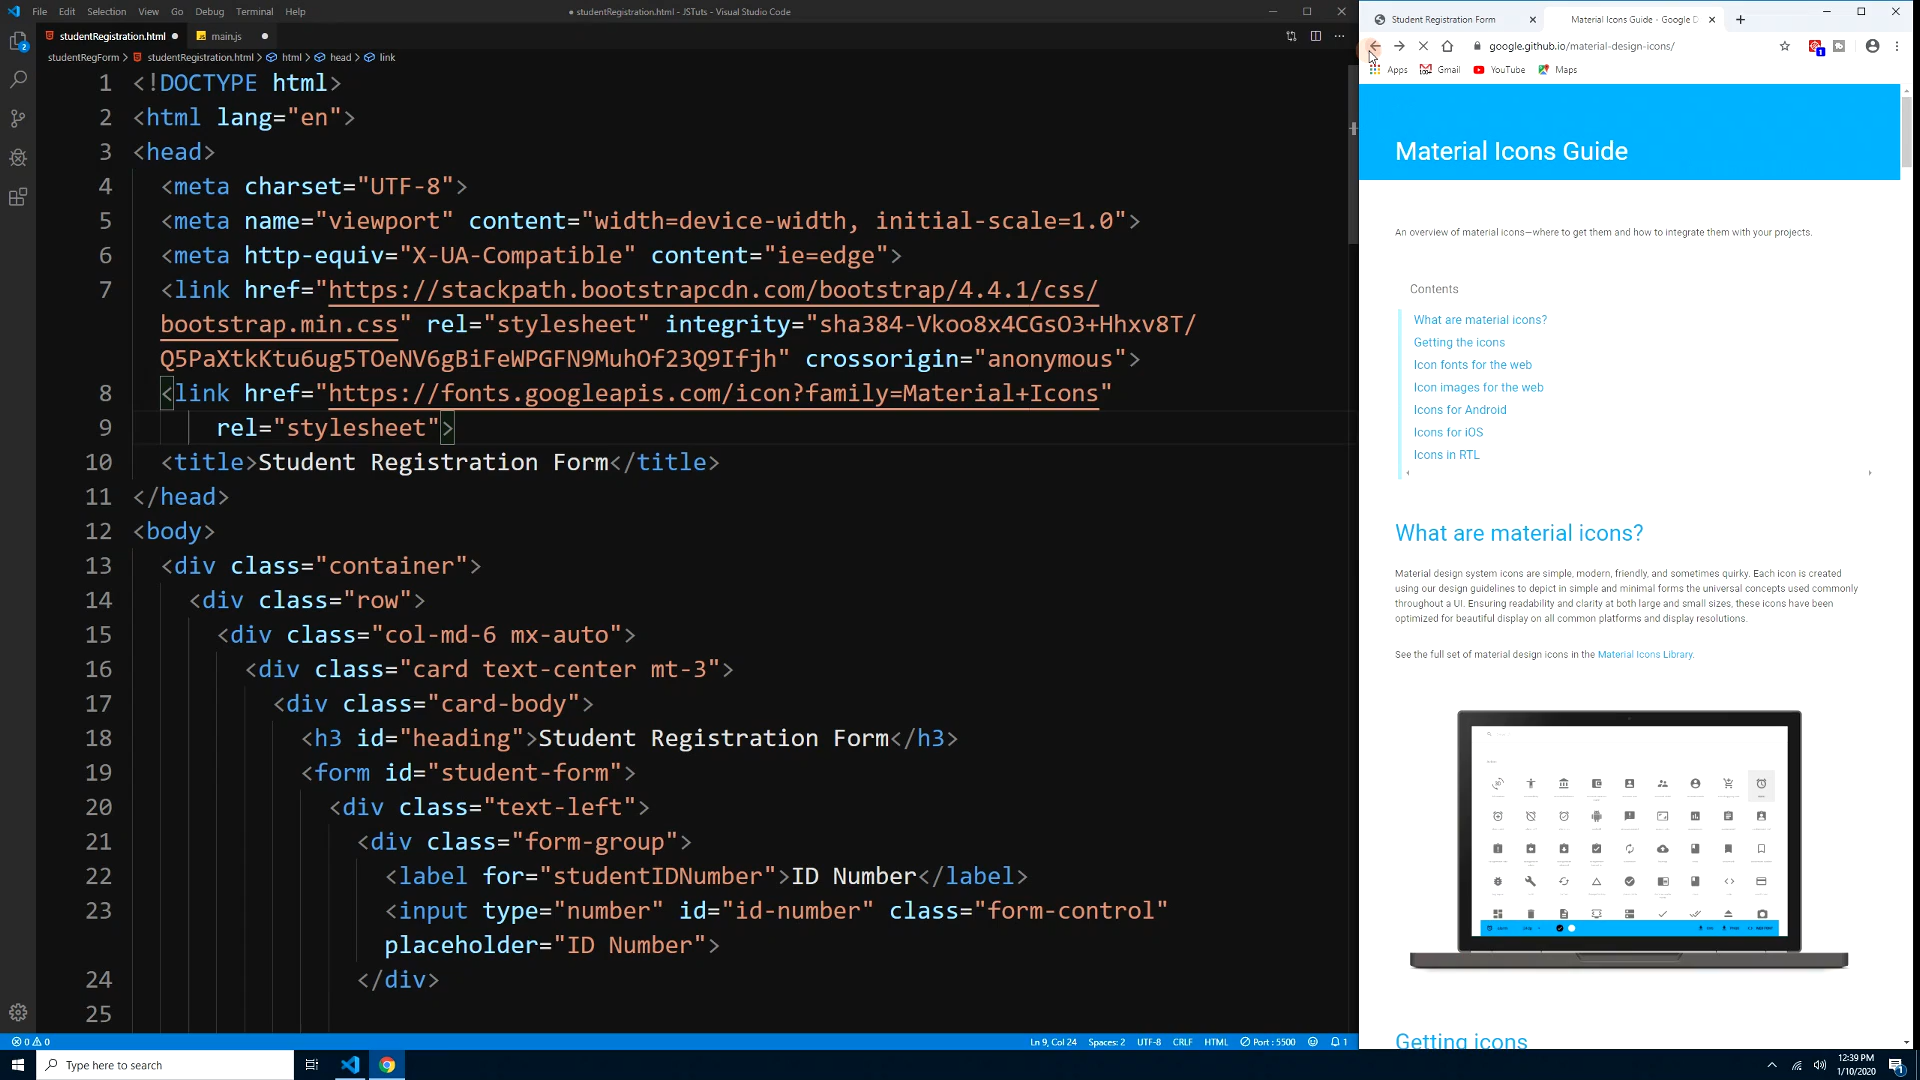 File Edit Selection View Go Debug Terminal Help
● studentRegistration.html - JSTuts - Visual Studio Code
studentRegistration.html ●
JS main.js ●
studentRegForm > studentRegistration.html > html > head > link
1 <!DOCTYPE html>
2 <html lang="en">
3 <head>
4 <meta charset="UTF-8">
5 <meta name="viewport" content="width=device-width, initial-scale=1.0">
6 <meta http-equiv="X-UA-Compatible" content="ie=edge">
7 <link href="https://stackpath.bootstrapcdn.com/bootstrap/4.4.1/css/
bootstrap.min.css" rel="stylesheet" integrity="sha384-Vkoo8x4CGsO3+Hhxv8T/
Q5PaXtkKtu6ug5TOeNV6gBiFeWPGFN9MuhOf23Q9Ifjh" crossorigin="anonymous">
8 <link href="https://fonts.googleapis.com/icon?family=Material+Icons"
9 rel="stylesheet">
10 <title>Student Registration Form</title>
11 </head>
12 <body>
13 <div class="container">
14 <div class="row">
15 <div class="col-md-6 mx-auto">
16 <div class="card text-center mt-3">
17 <div class="card-body">
18 <h3 id="heading">Student Registration Form</h3>
19 <form id="student-form">
20 <div class="text-left">
21 <div class="form-group">
22 <label for="studentIDNumber">ID Number</label>
23 <input type="number" id="id-number" class="form-control"
placeholder="ID Number">
24 </div>
25
0 0
Ln 9, Col 24 Spaces: 2 UTF-8 CRLF HTML Port : 5500 1
Student Registration Form
Material Icons Guide - Google D
google.github.io/material-design-icons/
Apps Gmail YouTube Maps
Material Icons Guide
An overview of material icons—where to get them and how to integrate them with your projects.
Contents
What are material icons?
Getting the icons
Icon fonts for the web
Icon images for the web
Icons for Android
Icons for iOS
Icons in RTL
What are material icons?
Material design system icons are simple, modern, friendly, and sometimes quirky. Each icon is created
using our design guidelines to depict in simple and minimal forms the universal concepts used commonly
throughout a UI. Ensuring readability and clarity at both large and small sizes, these icons have been
optimized for beautiful display on all common platforms and display resolutions.
See the full set of material design icons in the Material Icons Library.
Getting icons
Type here to search
12:39 PM
1/10/2020